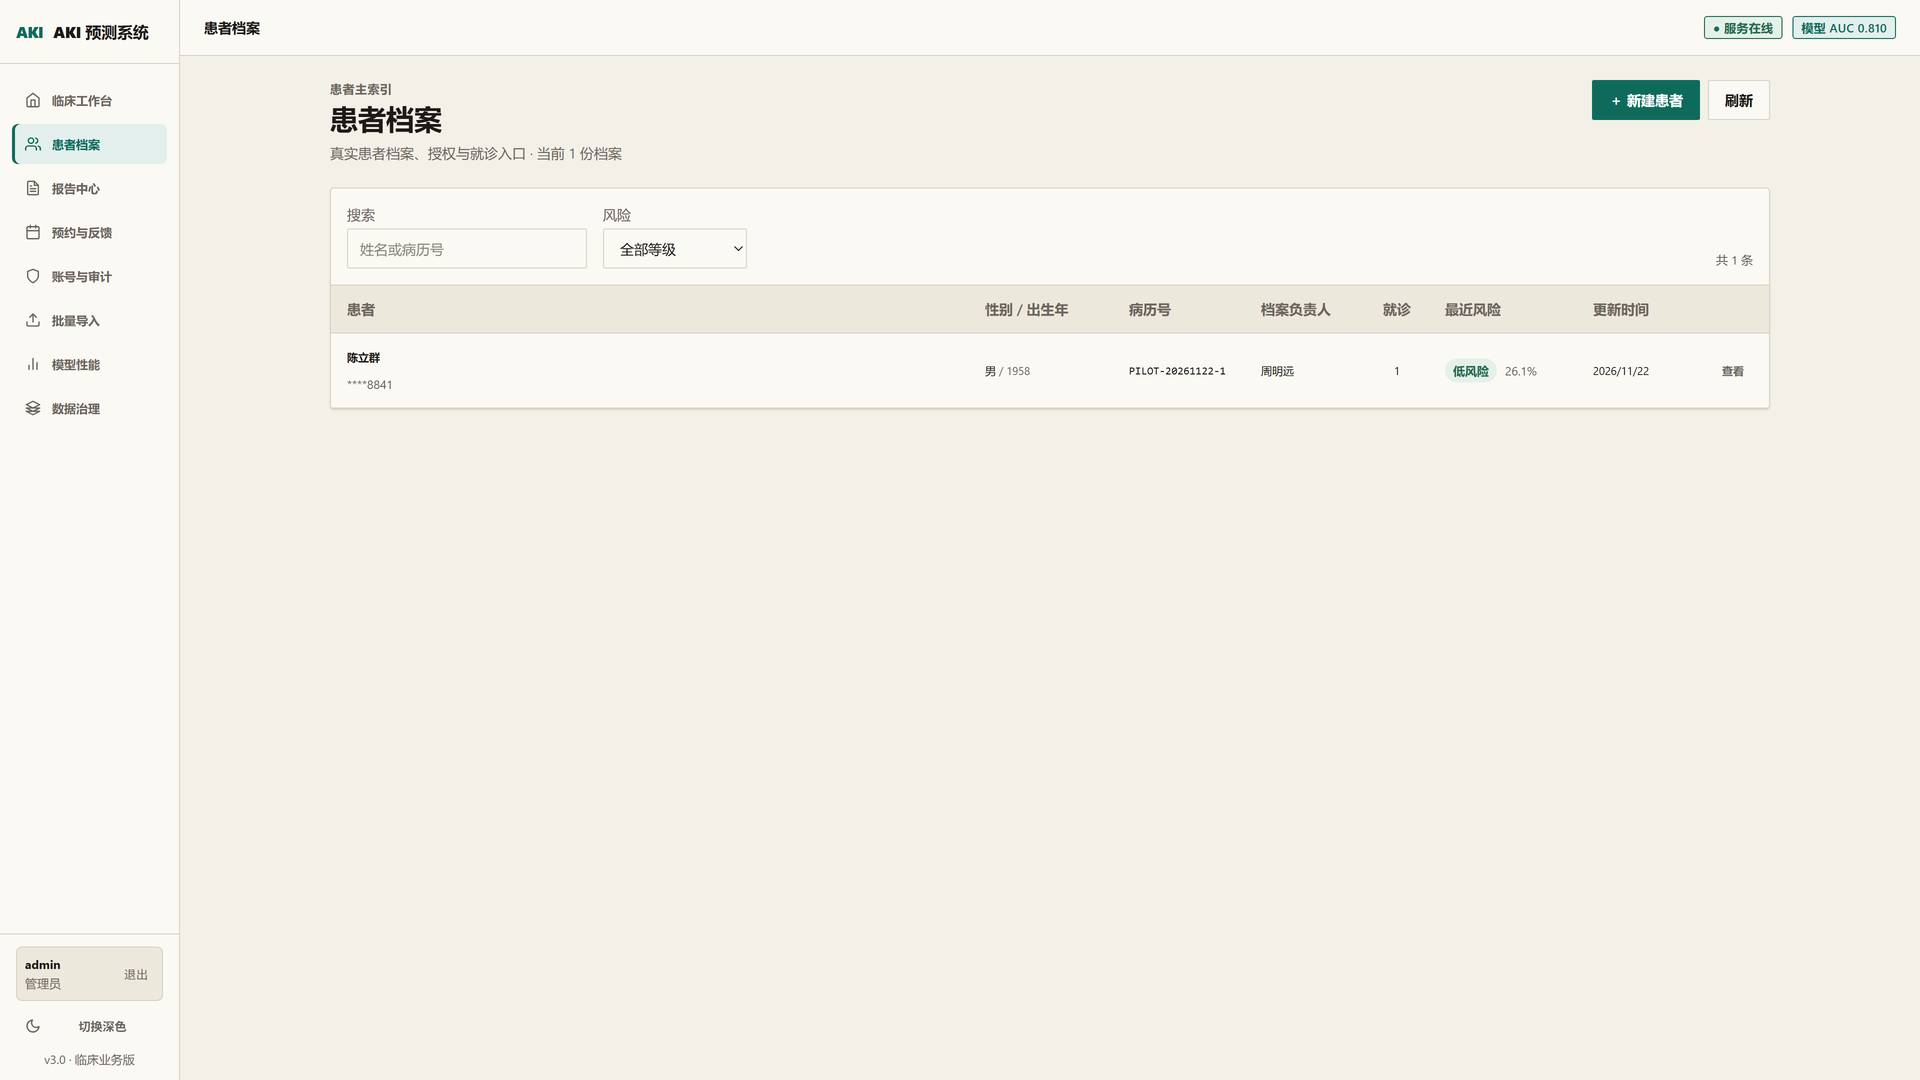 AKI AKI 预测系统
临床工作台
患者档案
报告中心
预约与反馈
账号与审计
批量导入
模型性能
数据治理
admin
管理员
退出
切换深色
v3.0 · 临床业务版
患者档案
● 服务在线
模型 AUC 0.810
患者主索引
患者档案
真实患者档案、授权与就诊入口 · 当前 1 份档案
+ 新建患者
刷新
搜索
姓名或病历号
风险
全部等级
共 1 条
患者 性别 / 出生年 病历号 档案负责人 就诊 最近风险 更新时间
陈立群
****8841
男 / 1958 PILOT-20261122-1 周明远 1 低风险 26.1% 2026/11/22 查看